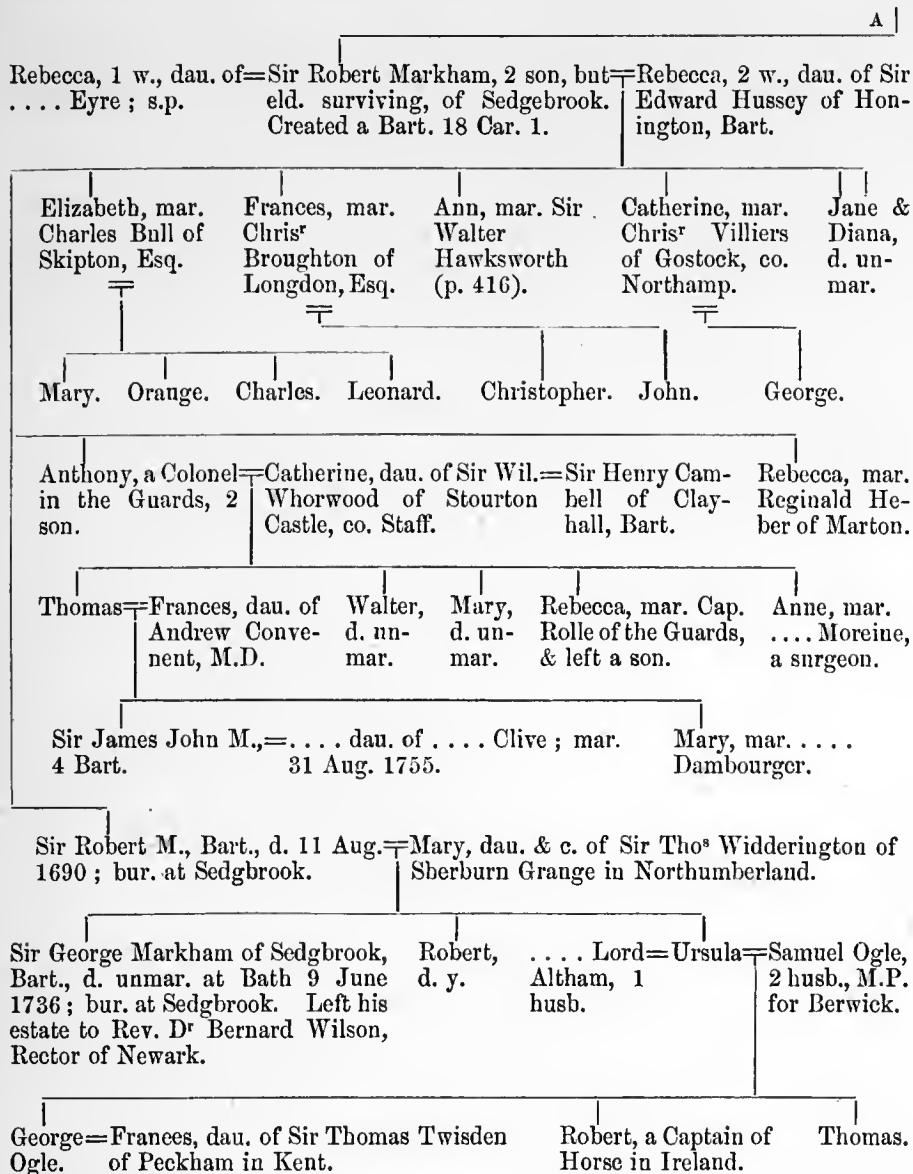 A
Rebecca, 1 w., dau. of
.... Eyre ; s.p.
=Sir Robert Markham, 2 son, but
eld. surviving, of Sedgebrook.
Created a Bart. 18 Car. 1.
=Rebecca, 2 w., dau. of Sir
Edward Hussey of Hon-
ington, Bart.
Elizabeth, mar.
Charles Bull of
Skipton, Esq.
Frances, mar.
Chrisʳ
Broughton of
Longdon, Esq.
Ann, mar. Sir
Walter
Hawksworth
(p. 416).
Catherine, mar.
Chrisʳ Villiers
of Gostock, co.
Northamp.
Jane &
Diana,
d. un-
mar.
Mary. Orange. Charles. Leonard. Christopher. John. George.
Anthony, a Colonel
in the Guards, 2
son.
=Catherine, dau. of Sir Wil.
Whorwood of Stourton
Castle, co. Staff.
=Sir Henry Cam-
bell of Clay-
hall, Bart.
Rebecca, mar.
Reginald He-
ber of Marton.
Thomas
=Frances, dau. of
Andrew Conve-
nent, M.D.
Walter,
d. un-
mar.
Mary,
d. un-
mar.
Rebecca, mar. Cap.
Rolle of the Guards,
& left a son.
Anne, mar.
.... Moreine,
a surgeon.
Sir James John M.,
4 Bart.
=.... dau. of .... Clive ; mar.
31 Aug. 1755.
Mary, mar. ....
Dambourger.
Sir Robert M., Bart., d. 11 Aug.
1690 ; bur. at Sedgbrook.
=Mary, dau. & c. of Sir Thoˢ Widderington of
Sherburn Grange in Northumberland.
Sir George Markham of Sedgbrook,
Bart., d. unmar. at Bath 9 June
1736 ; bur. at Sedgbrook. Left his
estate to Rev. Dʳ Bernard Wilson,
Rector of Newark.
Robert,
d. y.
.... Lord
Altham, 1
husb.
=Ursula
=Samuel Ogle,
2 husb., M.P.
for Berwick.
George
Ogle.
=Frances, dau. of Sir Thomas Twisden
of Peckham in Kent.
Robert, a Captain of
Horse in Ireland.
Thomas.